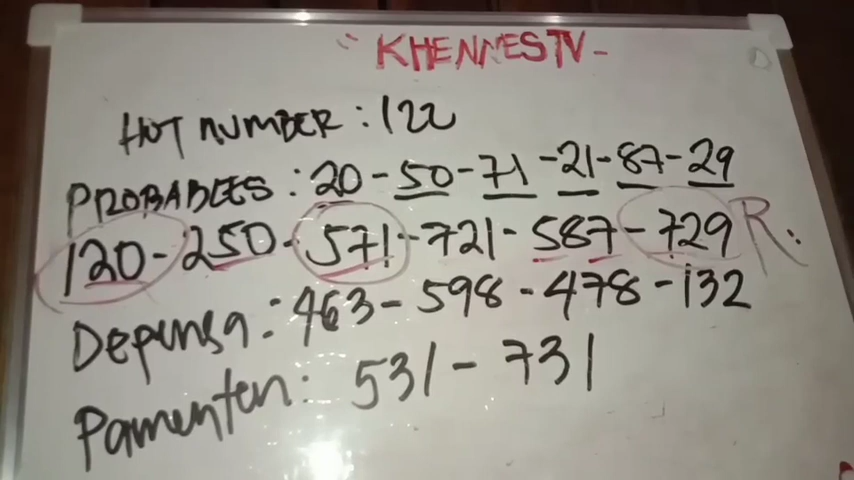 " KHENNESTV-
HOT NUMBER : 122
PROBABLES : 20 - 50 - 71 - 21 - 87 - 29
120 - 250 - 571 - 721 - 587 - 729 R.
Depensa : 463 - 598 - 478 - 132
Pamenten : 531 - 731